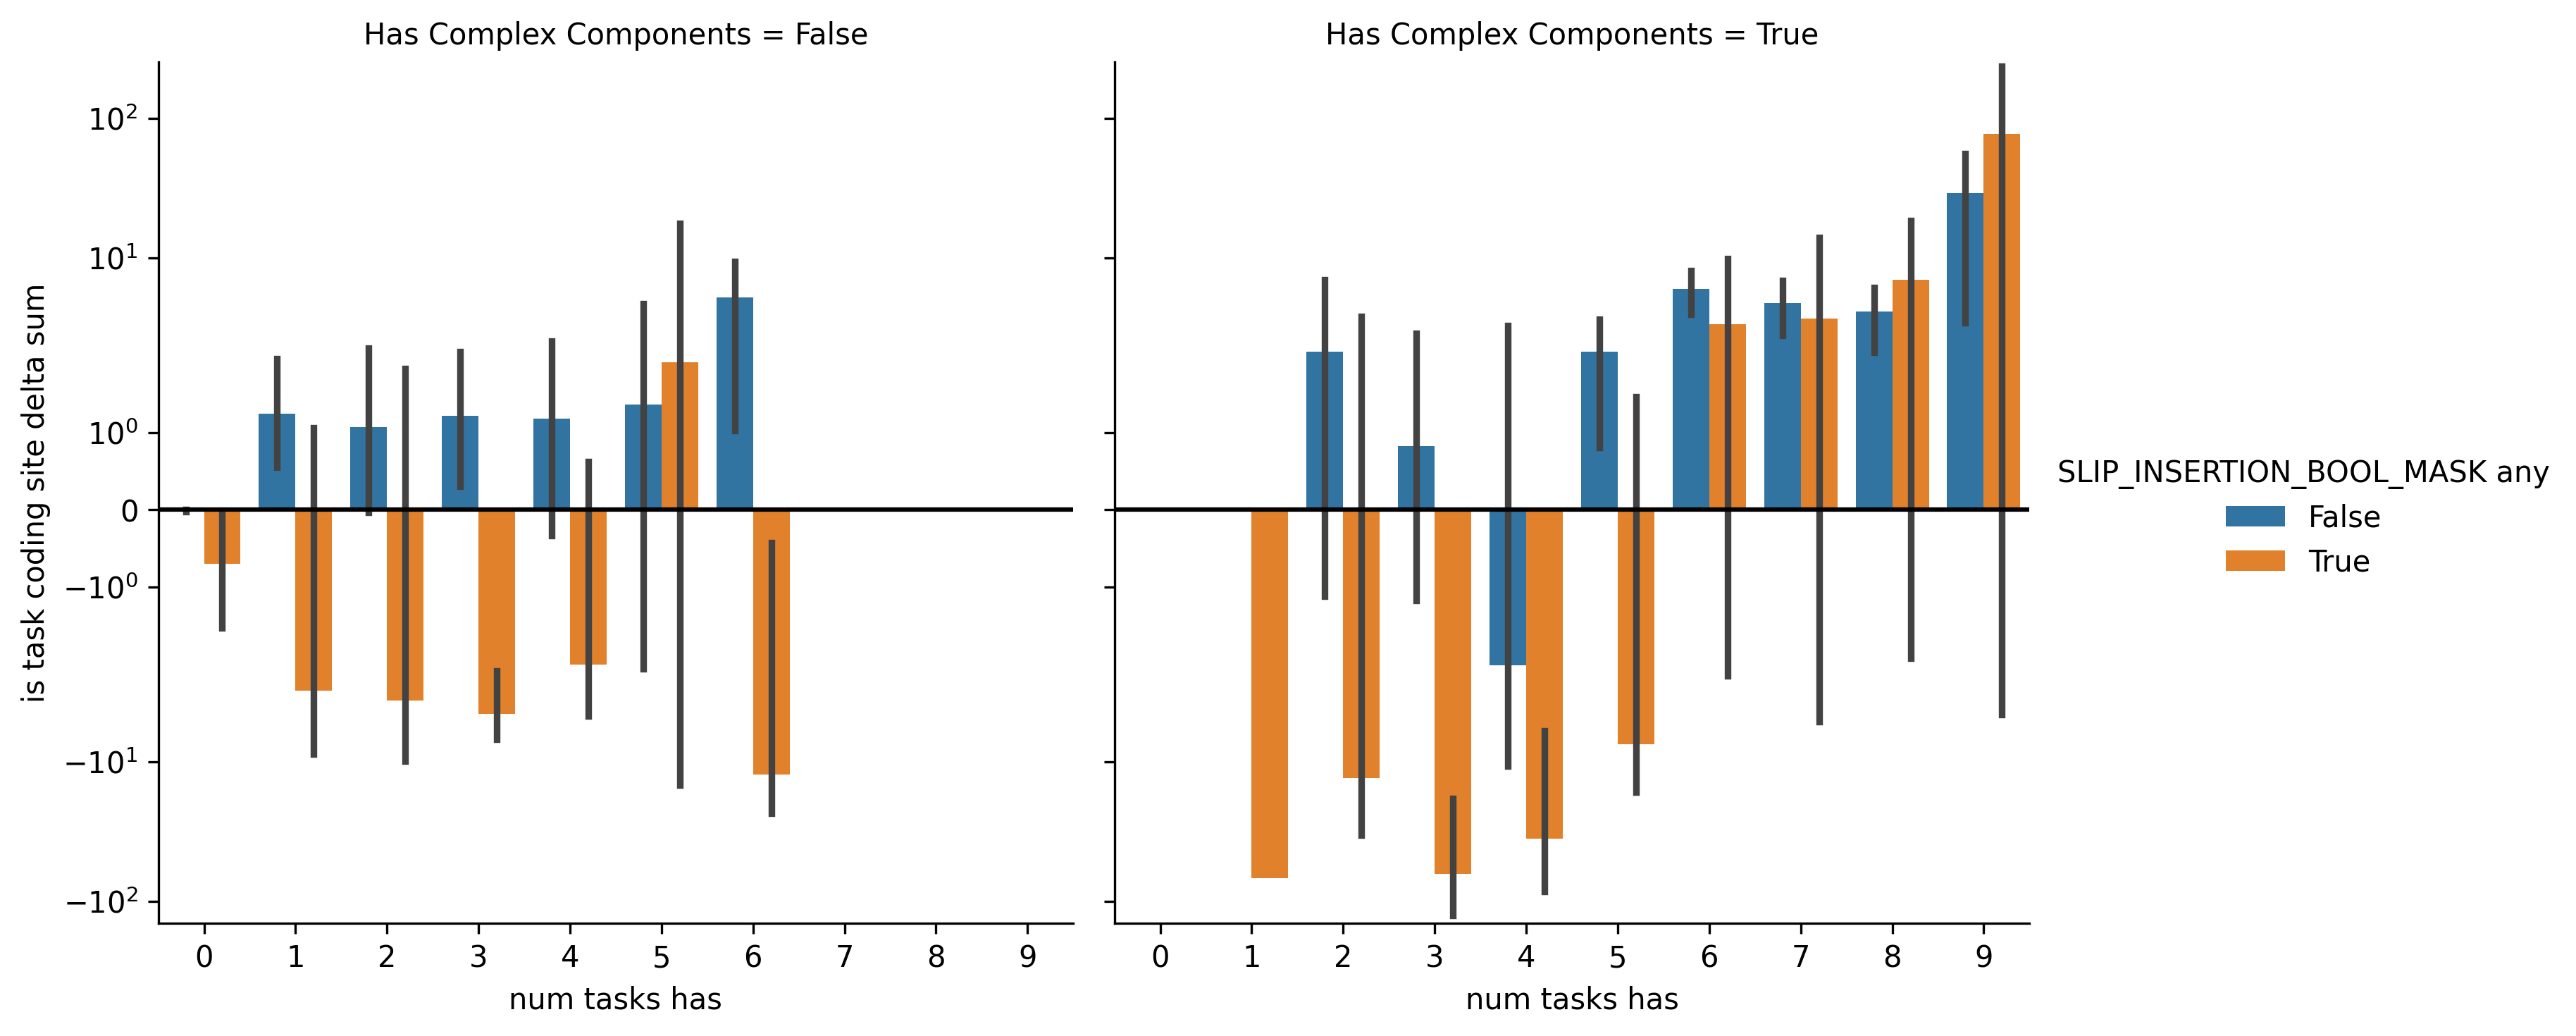 Has Complex Components = False
Has Complex Components = True
is task coding site delta sum
10²
10¹
10⁰
0
−10⁰
−10¹
−10²
0 1 2 3 4 5 6 7 8 9
num tasks has
0 1 2 3 4 5 6 7 8 9
num tasks has
SLIP_INSERTION_BOOL_MASK any
False
True